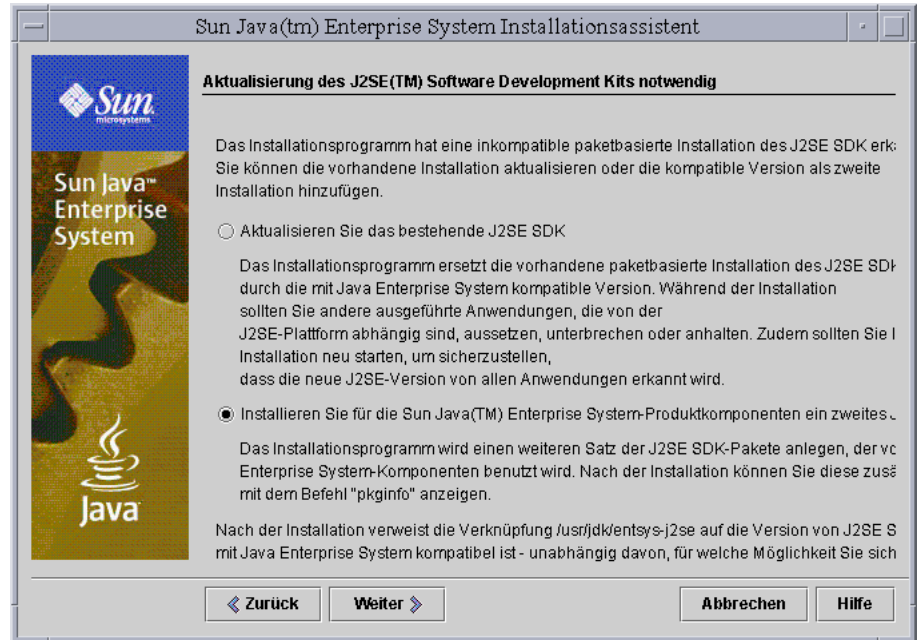 Sun Java(tm) Enterprise System Installationsassistent
Sun
microsystems
Sun Java™
Enterprise
System
Java
Aktualisierung des J2SE(TM) Software Development Kits notwendig
Das Installationsprogramm hat eine inkompatible paketbasierte Installation des J2SE SDK
Sie können die vorhandene Installation aktualisieren oder die kompatible Version als zweite
Installation hinzufügen.
Aktualisieren Sie das bestehende J2SE SDK
Das Installationsprogramm ersetzt die vorhandene paketbasierte Installation des J2SE
durch die mit Java Enterprise System kompatible Version. Während der Installation
sollten Sie andere ausgeführte Anwendungen, die von der
J2SE-Plattform abhängig sind, aussetzen, unterbrechen oder anhalten. Zudem sollten Sie
Installation neu starten, um sicherzustellen,
dass die neue J2SE-Version von allen Anwendungen erkannt wird.
Installieren Sie für die Sun Java(TM) Enterprise System-Produktkomponenten ein zweites
Das Installationsprogramm wird einen weiteren Satz der J2SE SDK-Pakete anlegen, der
Enterprise System-Komponenten benutzt wird. Nach der Installation können Sie diese
mit dem Befehl "pkginfo" anzeigen.
Nach der Installation verweist die Verknüpfung /usr/jdk/entsys-j2se auf die Version von J2SE
mit Java Enterprise System kompatibel ist - unabhängig davon, für welche Möglichkeit Sie sich
Zurück
Weiter
Abbrechen
Hilfe